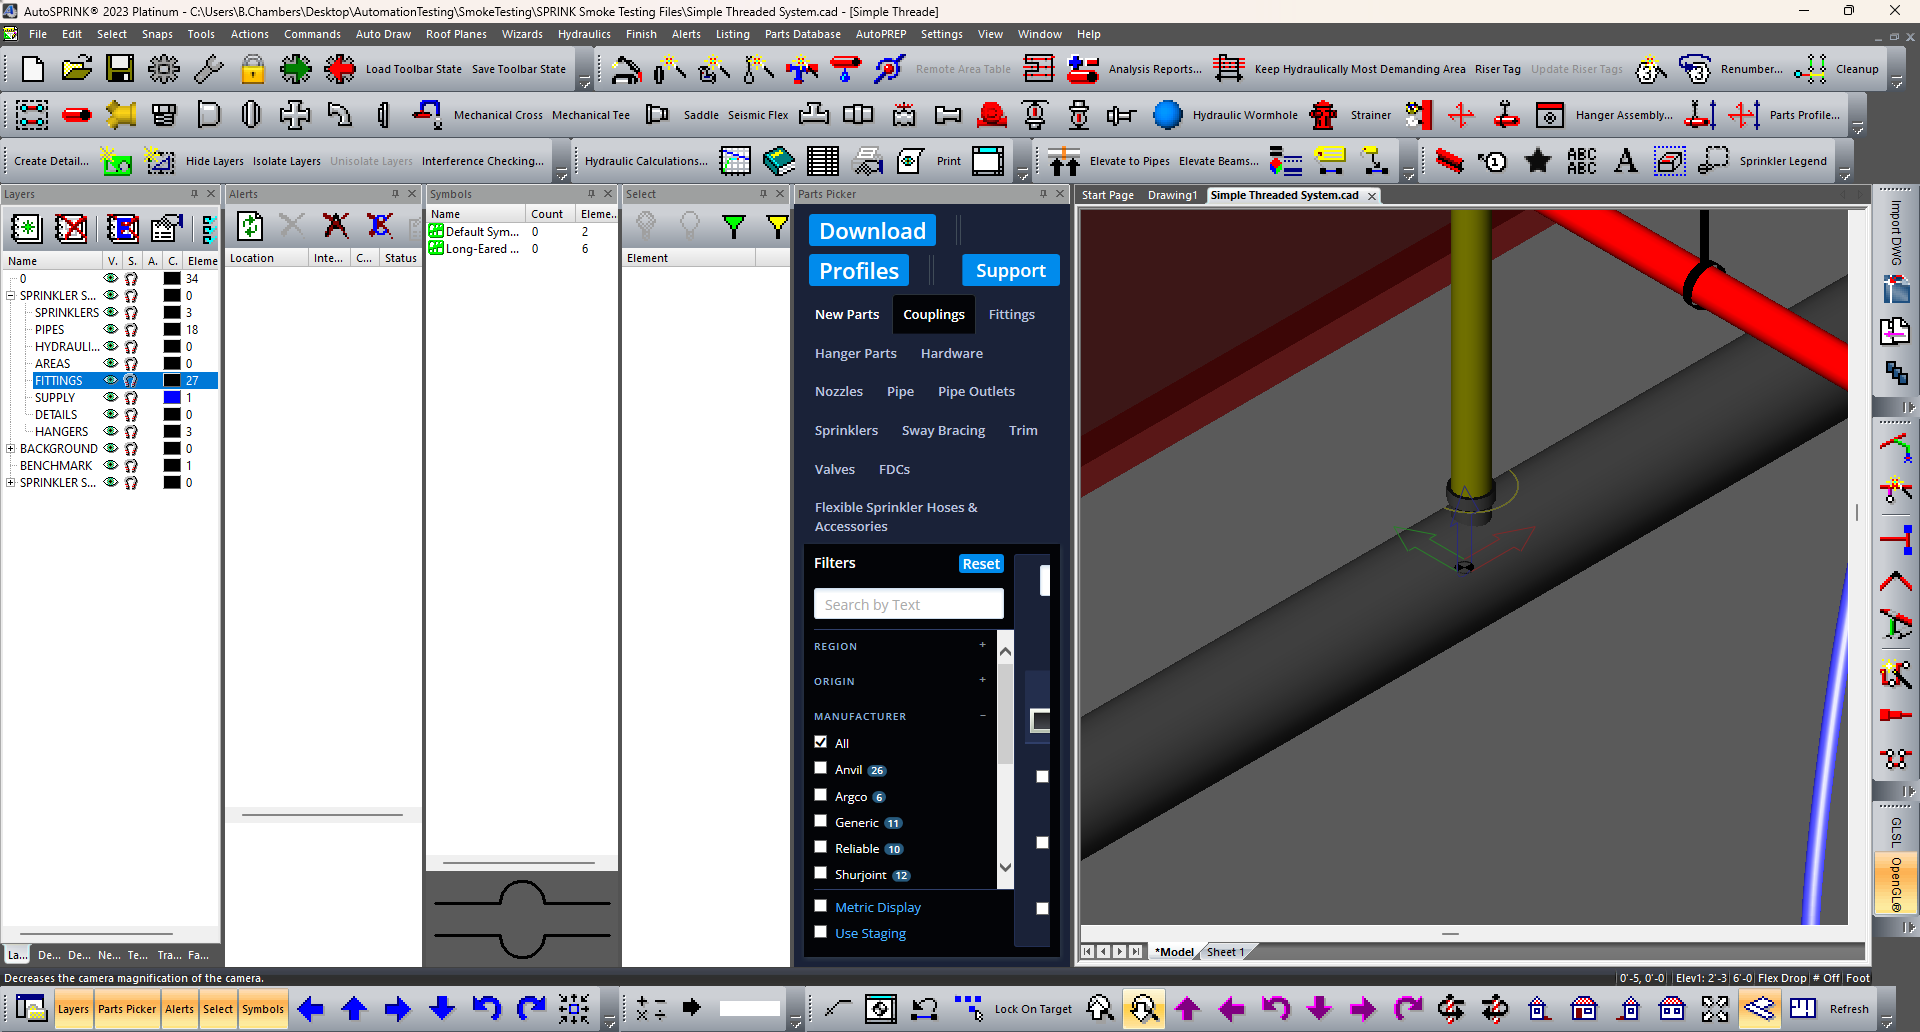 AutoSPRINK® 2023 Platinum - C:\Users\B.Chambers\Desktop\AutomationTesting\SmokeTesting\SPRINK Smoke Testing Files\Simple Threaded System.cad - [Simple Threade]
File Edit Select Snaps Tools Actions Commands Auto Draw Roof Planes Wizards Hydraulics Finish Alerts Listing Parts Database AutoPREP Settings View Window Help
Load Toolbar State Save Toolbar State Remote Area Table Analysis Reports... Keep Hydraulically Most Demanding Area Riser Tag Update Riser Tags Renumber... Cleanup
Mechanical Cross Mechanical Tee Saddle Seismic Flex Hydraulic Wormhole Strainer Hanger Assembly... Parts Profile...
Create Detail... Hide Layers Isolate Layers Unisolate Layers Interference Checking... Hydraulic Calculations... Print Elevate to Pipes Elevate Beams... ABC ABC A Sprinkler Legend
Layers
Name V. S. A. C. Eleme
0 34
SPRINKLER S... 0
SPRINKLERS 3
PIPES 18
HYDRAULI... 0
AREAS 0
FITTINGS 27
SUPPLY 1
DETAILS 0
HANGERS 3
BACKGROUND 0
BENCHMARK 1
SPRINKLER S... 0
La... De... De... Ne... Te... Tra... Fa...
Alerts
Location Inte... C... Status
Symbols
Name Count Eleme...
Default Sym... 0 2
Long-Eared ... 0 6
Select
Element
Parts Picker
Download
Profiles Support
New Parts Couplings Fittings
Hanger Parts Hardware
Nozzles Pipe Pipe Outlets
Sprinklers Sway Bracing Trim
Valves FDCs
Flexible Sprinkler Hoses &
Accessories
Filters Reset
Search by Text
REGION +
ORIGIN +
MANUFACTURER −
All
Anvil 26
Argco 6
Generic 11
Reliable 10
Shurjoint 12
Metric Display
Use Staging
Start Page Drawing1 Simple Threaded System.cad
*Model Sheet 1
Import DWG
GLSL
OpenGL®
Decreases the camera magnification of the camera.
0'-5, 0'-0 Elev1: 2'-3 6'-0 Flex Drop # Off Foot
Layers Parts Picker Alerts Select Symbols Lock On Target Refresh